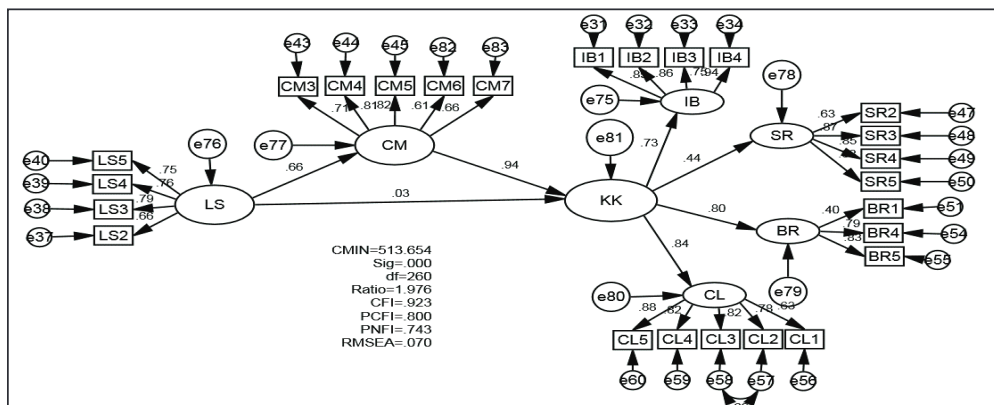 e31 e32 e33 e34
IB1 IB2 IB3 IB4
.86 .75 .94
e75 IB
e43 e44 e45 e82 e83
CM3 CM4 CM5 CM6 CM7
.71 .81 .82 .61 .66
e77 CM
e78
SR
.63 .87 .85
SR2 e47
SR3 e48
SR4 e49
SR5 e50
e76
LS
e40 LS5 .75
e39 LS4 .76
e38 LS3 .79
e37 LS2 .66
.66 .94 .03
e81
KK
.73 .44 .80 .84
BR
.40 .79 .83
BR1 e51
BR4 e54
BR5 e55
e79
CMIN=513.654
Sig=.000
df=260
Ratio=1.976
CFI=.923
PCFI=.800
PNFI=.743
RMSEA=.070
e80 CL
.88 .82 .82 .78 .63
CL5 CL4 CL3 CL2 CL1
e60 e59 e58 e57 e56